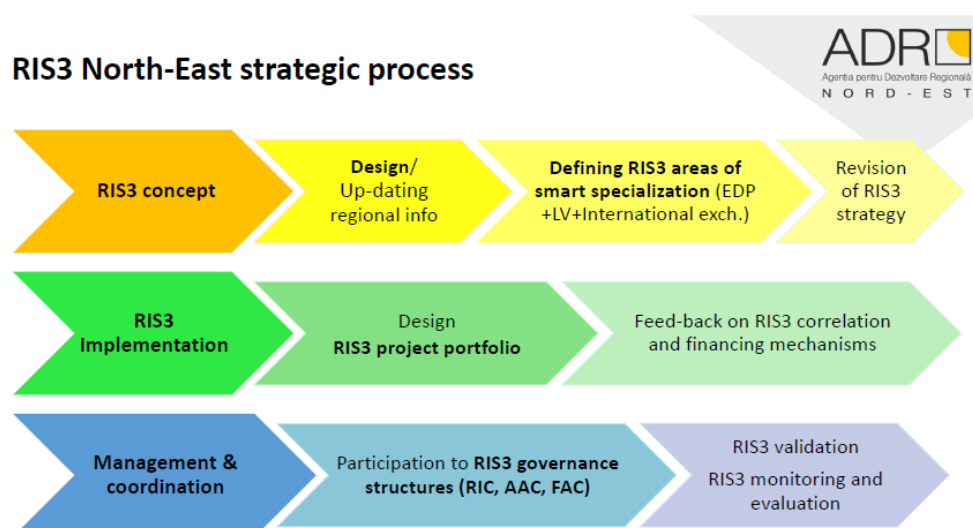 RIS3 North-East strategic process
ADR
Agenția pentru Dezvoltare Regională
NORD-EST
RIS3 concept
Design/
Up-dating
regional info
Defining RIS3 areas of
smart specialization (EDP
+LV+International exch.)
Revision
of RIS3
strategy
RIS3
Implementation
Design
RIS3 project portfolio
Feed-back on RIS3 correlation
and financing mechanisms
Management &
coordination
Participation to RIS3 governance
structures (RIC, AAC, FAC)
RIS3 validation
RIS3 monitoring and
evaluation